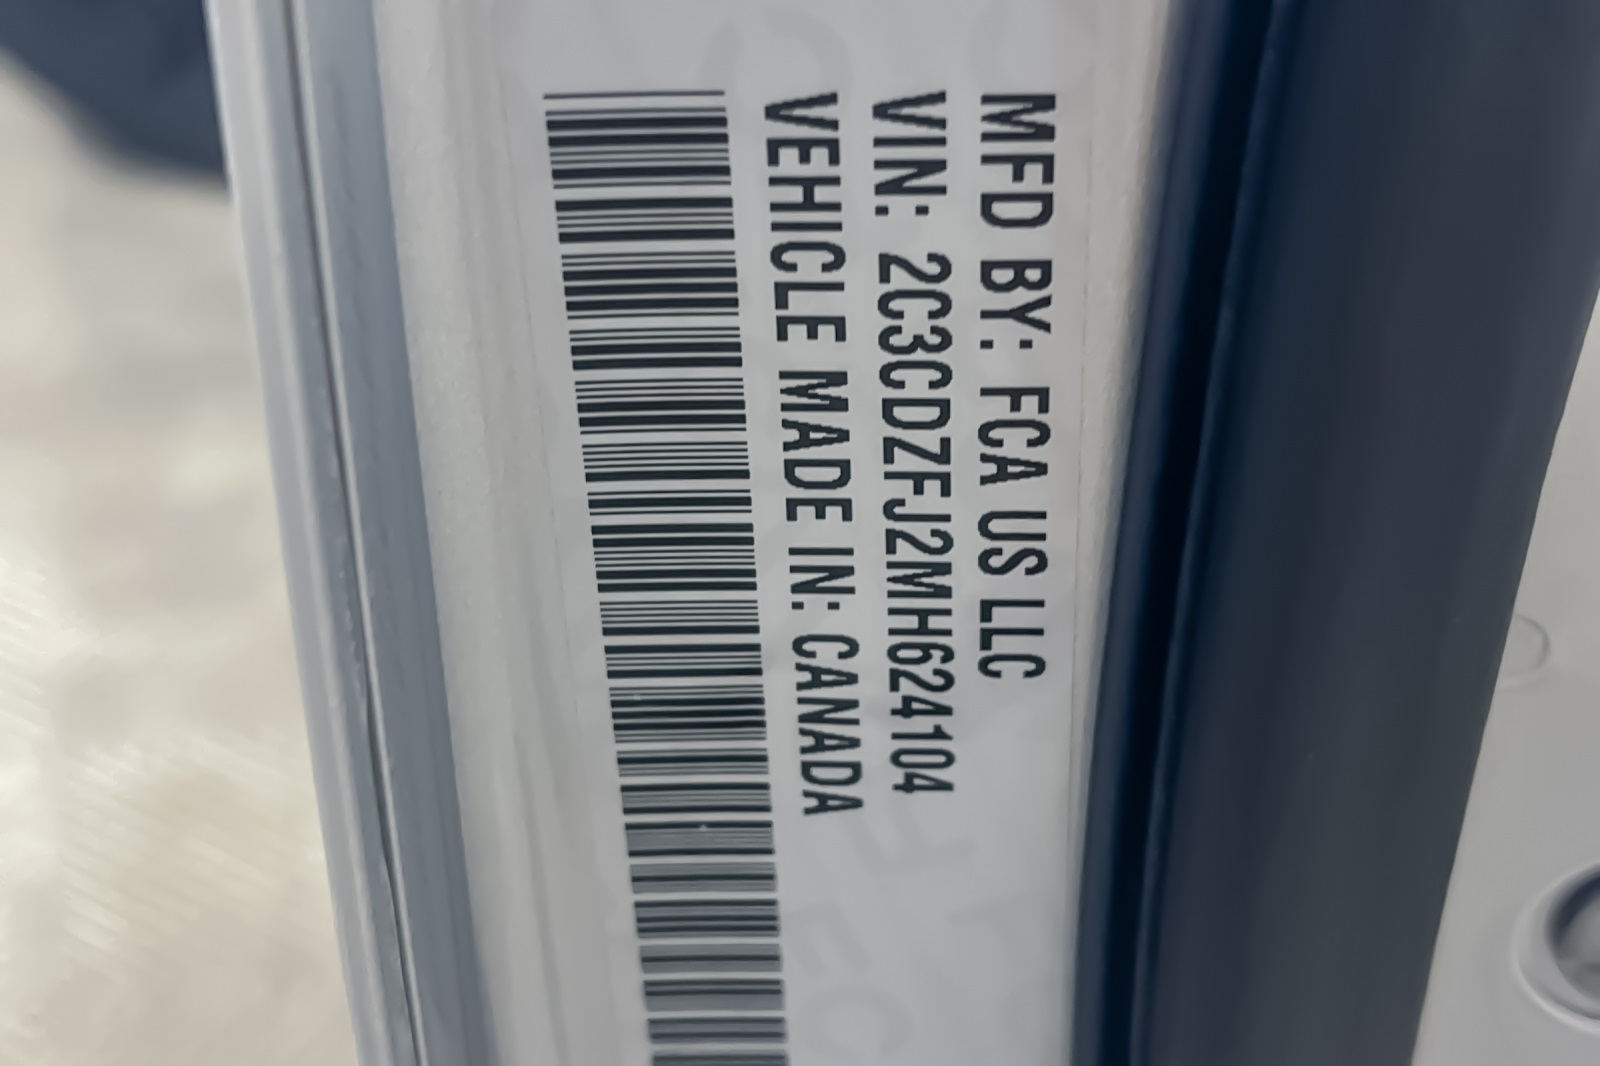 MFD BY: FCA US LLC
VIN: 2C3CDZFJ2MH624104
VEHICLE MADE IN: CANADA